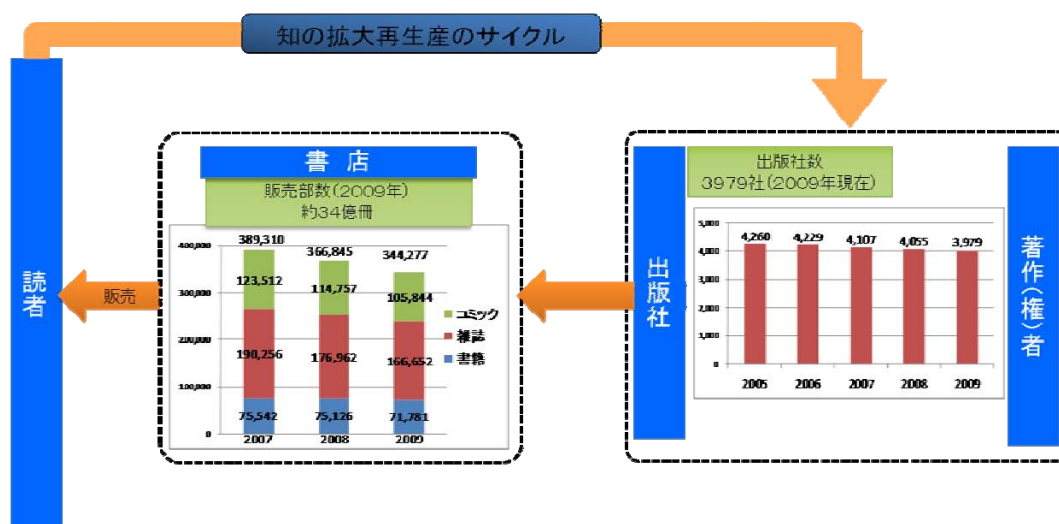 知の拡大再生産のサイクル
読者
販売
書 店
販売部数(2009年)
約34億冊
400,000
300,000
200,000
100,000
0
389,310
366,845
344,277
123,512
114,757
105,844
190,256
176,962
166,652
75,542
75,126
71,781
2007
2008
2009
コミック
雑誌
書籍
出版社
出版社数
3979社(2009年現在)
5,000
4,000
3,000
2,000
1,000
0
4,260
4,229
4,107
4,055
3,979
2005
2006
2007
2008
2009
著作(権)者